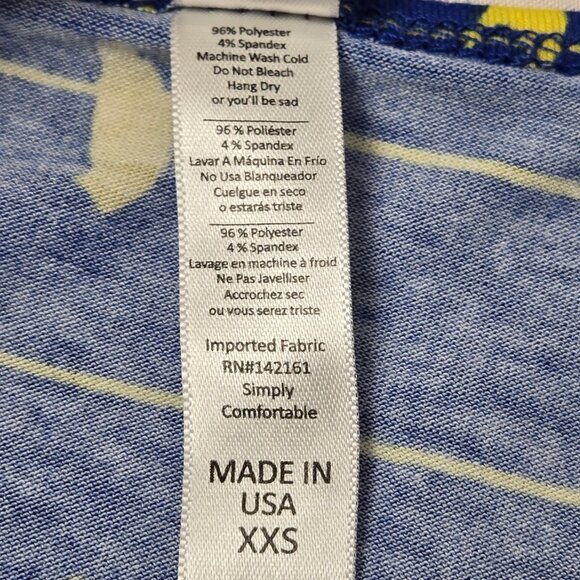 96% Polyester
4% Spandex
Machine Wash Cold
Do Not Bleach
Hang Dry
or you'll be sad
96% Poliéster
4% Spandex
Lavar A Máquina En Frío
No Usa Blanqueador
Cuelgue en seco
o estarás triste
96% Polyester
4% Spandex
Lavage en machine à froid
Ne Pas Javelliser
Accrochez sec
ou vous serez triste
Imported Fabric
RN#142161
Simply
Comfortable
MADE IN
USA
XXS